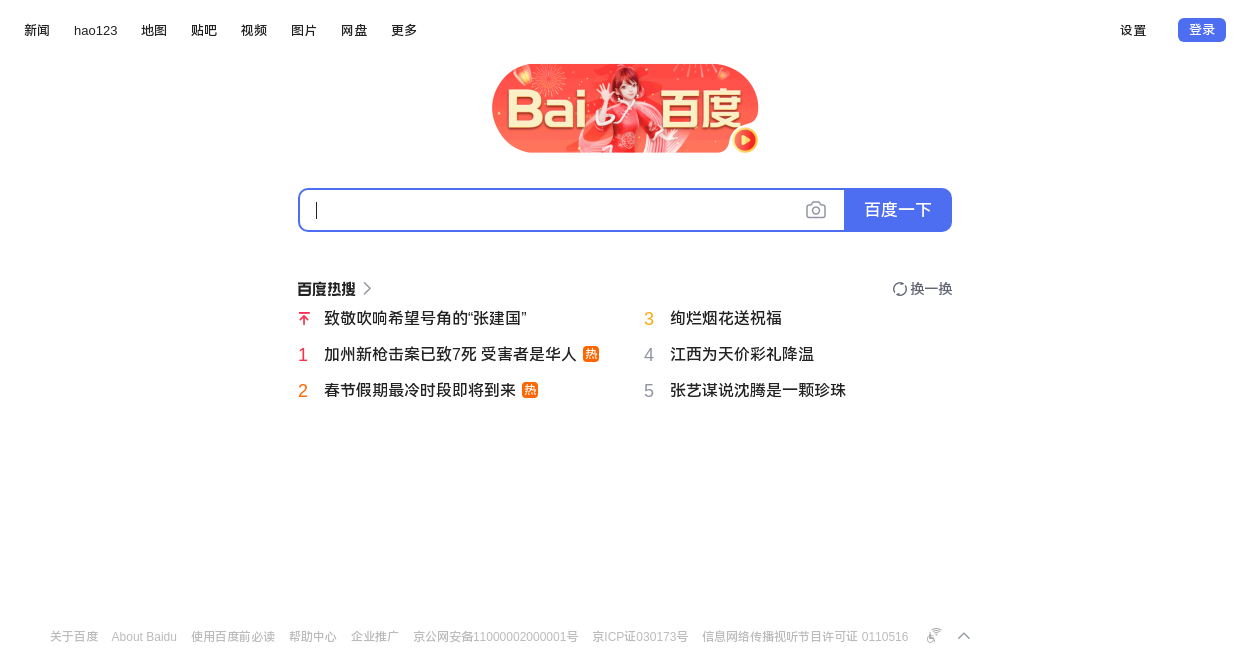 新闻 hao123 地图 贴吧 视频 图片 网盘 更多 设置 登录
Bai 百度
百度一下
百度热搜 换一换
致敬吹响希望号角的“张建国”
1 加州新枪击案已致7死 受害者是华人 热
2 春节假期最冷时段即将到来 热
3 绚烂烟花送祝福
4 江西为天价彩礼降温
5 张艺谋说沈腾是一颗珍珠
关于百度 About Baidu 使用百度前必读 帮助中心 企业推广 京公网安备11000002000001号 京ICP证030173号 信息网络传播视听节目许可证 0110516